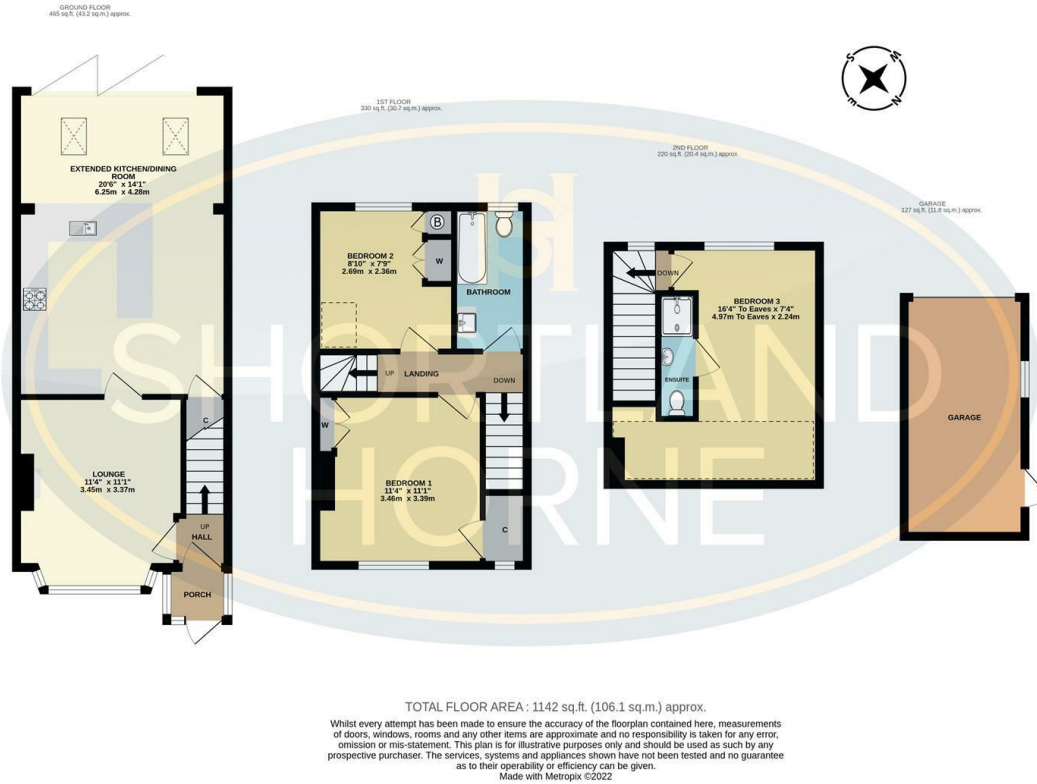 GROUND FLOOR
465 sq.ft. (43.2 sq.m.) approx.
1ST FLOOR
330 sq.ft. (30.7 sq.m.) approx.
2ND FLOOR
220 sq.ft. (20.4 sq.m.) approx.
GARAGE
127 sq.ft. (11.8 sq.m.) approx.
S
W
E
N
EXTENDED KITCHEN/DINING
ROOM
20'6" x 14'1"
6.25m x 4.28m
C
LOUNGE
11'4" x 11'1"
3.45m x 3.37m
UP
HALL
PORCH
BEDROOM 2
8'10" x 7'9"
2.69m x 2.36m
B
W
BATHROOM
UP
LANDING
DOWN
W
BEDROOM 1
11'4" x 11'1"
3.46m x 3.39m
C
DOWN
BEDROOM 3
16'4" To Eaves x 7'4"
4.97m To Eaves x 2.24m
ENSUITE
GARAGE
SH
SHORTLAND
HORNE
TOTAL FLOOR AREA : 1142 sq.ft. (106.1 sq.m.) approx.
Whilst every attempt has been made to ensure the accuracy of the floorplan contained here, measurements
of doors, windows, rooms and any other items are approximate and no responsibility is taken for any error,
omission or mis-statement. This plan is for illustrative purposes only and should be used as such by any
prospective purchaser. The services, systems and appliances shown have not been tested and no guarantee
as to their operability or efficiency can be given.
Made with Metropix ©2022